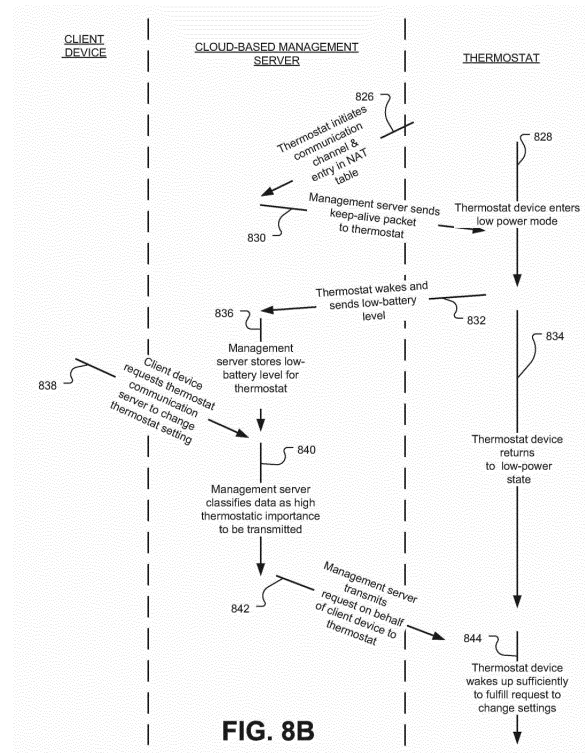 CLIENT
DEVICE
CLOUD-BASED MANAGEMENT
SERVER
THERMOSTAT
826
Thermostat initiates
communication
channel &
entry in NAT
table
828
Thermostat device enters
low power mode
Management server sends
keep-alive packet
to thermostat
830
Thermostat wakes and
sends low-battery
level
832
836
Management
server stores low-
battery level for
thermostat
834
Thermostat device
returns
to low-power
state
838
Client device
requests thermostat
communication
server to change
thermostat setting
840
Management server
classifies data as high
thermostatic importance
to be transmitted
842
Management server
transmits
request on behalf
of client device to
thermostat
844
Thermostat device
wakes up sufficiently
to fulfill request to
change settings
FIG. 8B